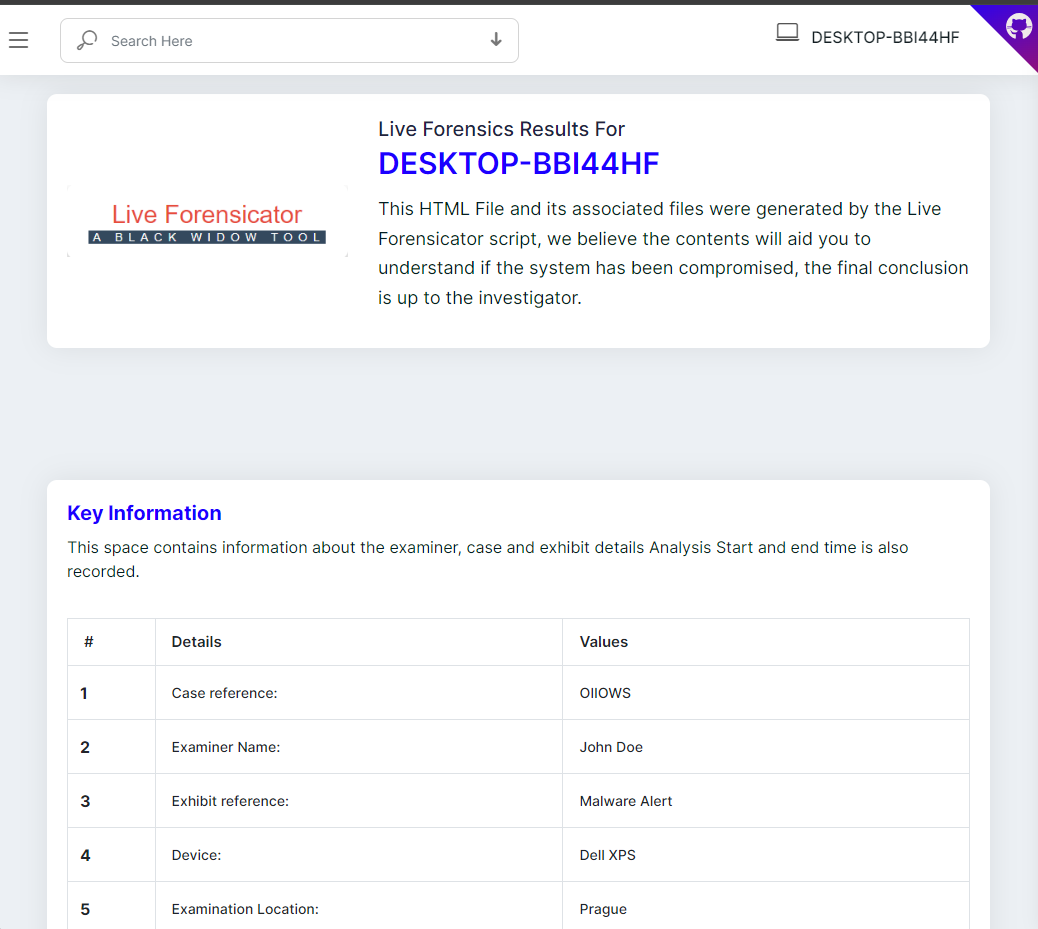 Search Here
DESKTOP-BBI44HF
Live Forensics Results For
DESKTOP-BBI44HF
Live Forensicator
A BLACK WIDOW TOOL
This HTML File and its associated files were generated by the Live
Forensicator script, we believe the contents will aid you to
understand if the system has been compromised, the final conclusion
is up to the investigator.
Key Information
This space contains information about the examiner, case and exhibit details Analysis Start and end time is also
recorded.
# Details Values
1 Case reference: OIIOWS
2 Examiner Name: John Doe
3 Exhibit reference: Malware Alert
4 Device: Dell XPS
5 Examination Location: Prague